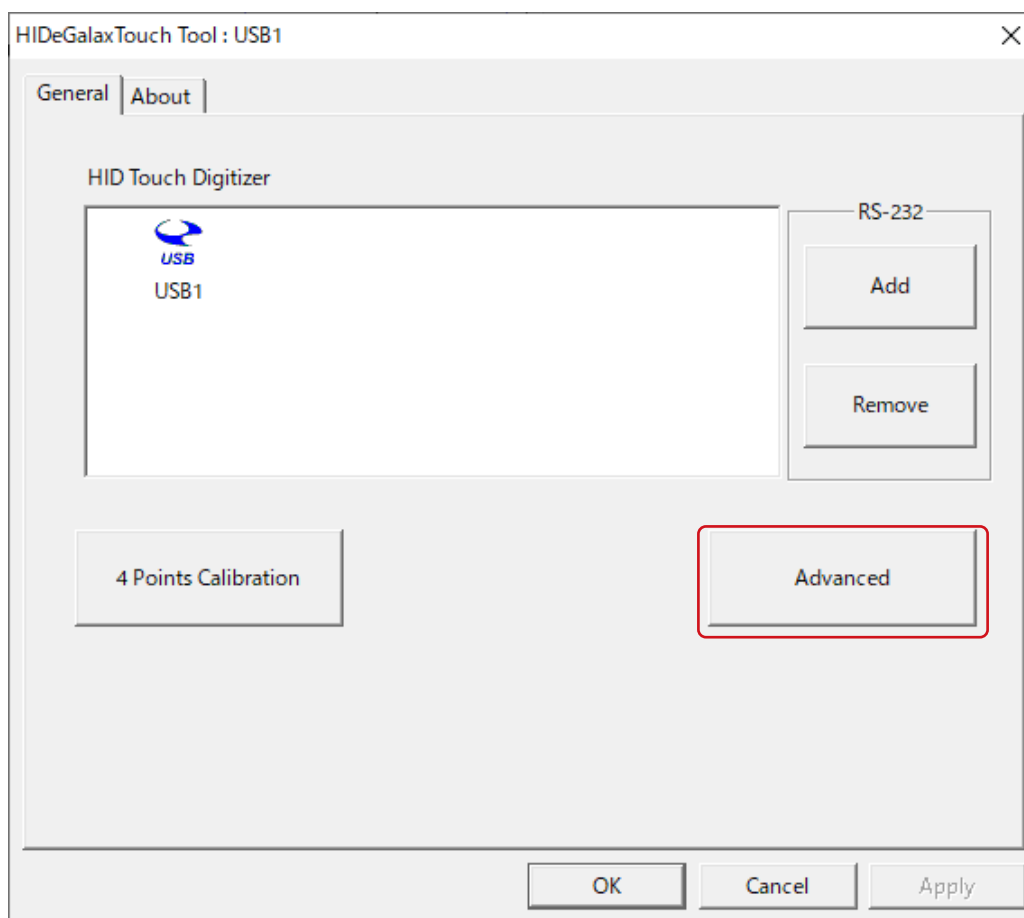 HIDeGalaxTouch Tool : USB1
General
About
HID Touch Digitizer
USB
USB1
RS-232
Add
Remove
4 Points Calibration
Advanced
OK
Cancel
Apply